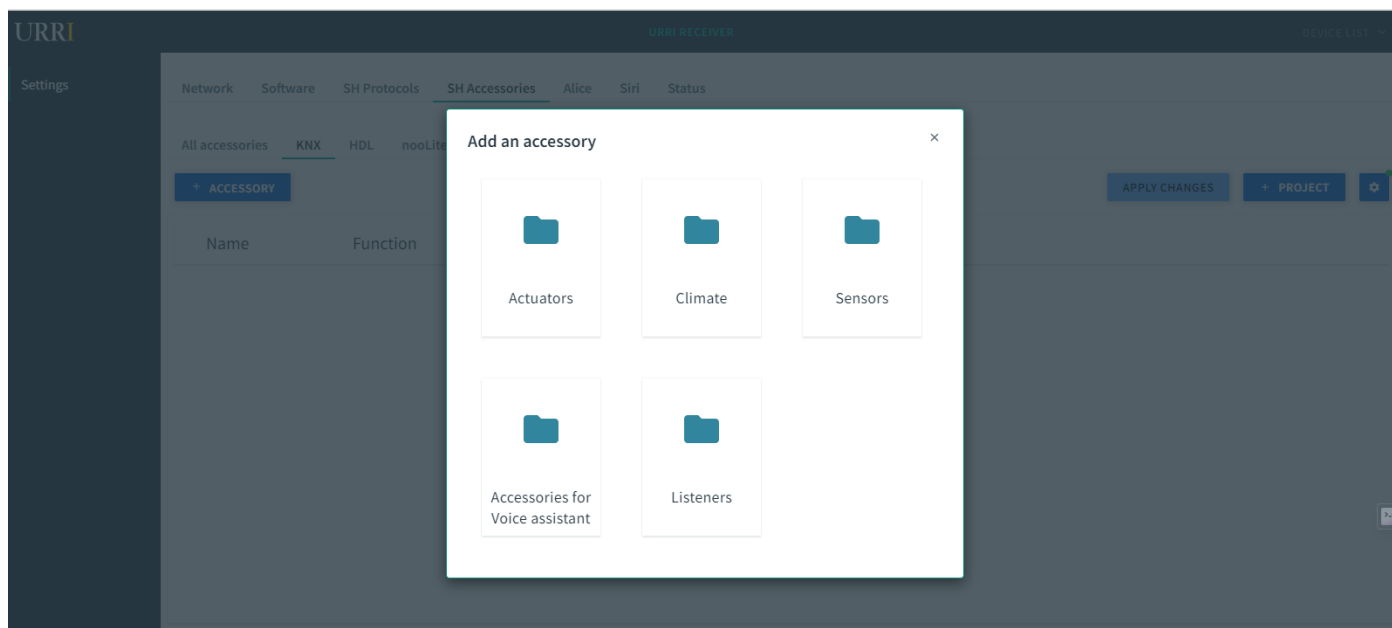 URRI
URRI RECEIVER
DEVICE LIST
Settings
Network Software SH Protocols SH Accessories Alice Siri Status
All accessories KNX HDL nooLite
+ ACCESSORY
APPLY CHANGES
+ PROJECT
Name Function
Add an accessory
×
Actuators
Climate
Sensors
Accessories for
Voice assistant
Listeners